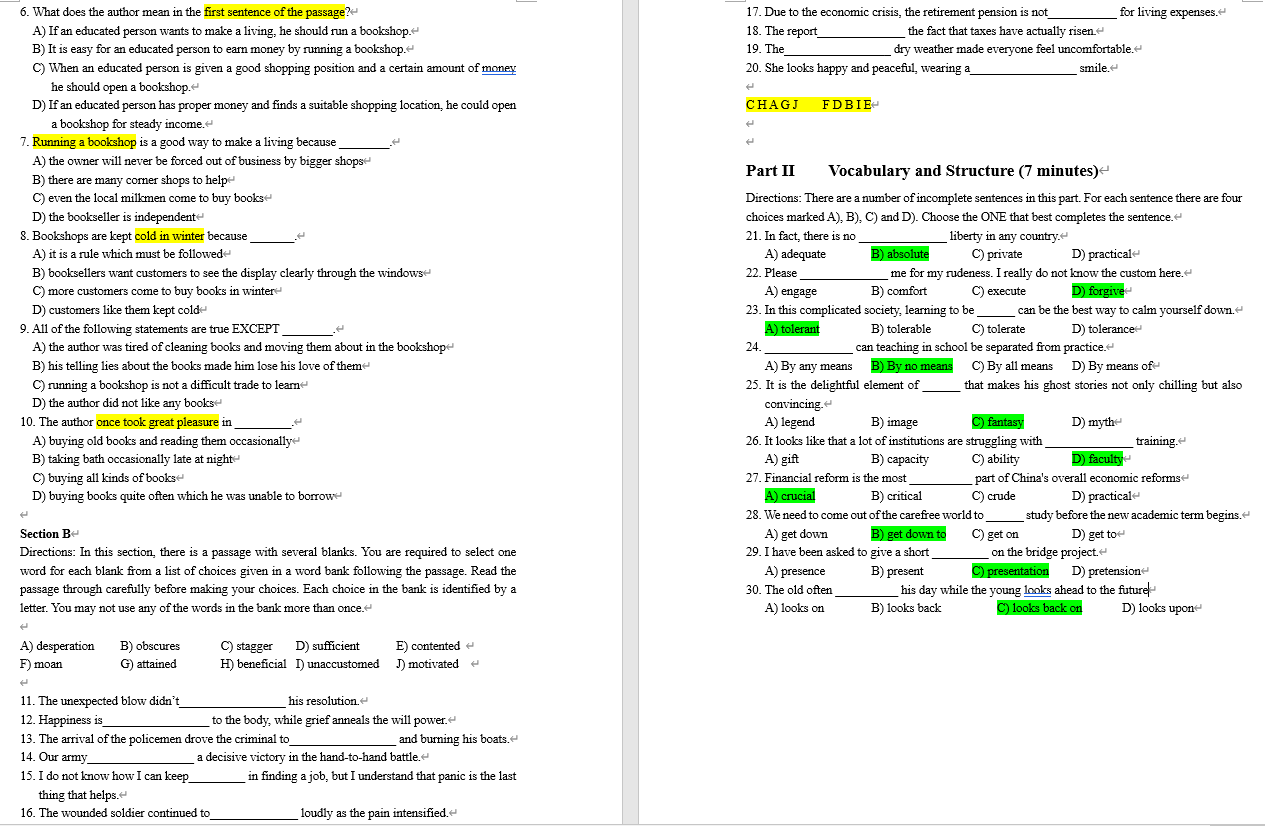 6. What does the author mean in the first sentence of the passage?
A) If an educated person wants to make a living, he should run a bookshop.
B) It is easy for an educated person to earn money by running a bookshop.
C) When an educated person is given a good shopping position and a certain amount of money
he should open a bookshop.
D) If an educated person has proper money and finds a suitable shopping location, he could open
a bookshop for steady income.
7. Running a bookshop is a good way to make a living because ________.
A) the owner will never be forced out of business by bigger shops
B) there are many corner shops to help
C) even the local milkmen come to buy books
D) the bookseller is independent
8. Bookshops are kept cold in winter because _______.
A) it is a rule which must be followed
B) booksellers want customers to see the display clearly through the windows
C) more customers come to buy books in winter
D) customers like them kept cold
9. All of the following statements are true EXCEPT ________.
A) the author was tired of cleaning books and moving them about in the bookshop
B) his telling lies about the books made him lose his love of them
C) running a bookshop is not a difficult trade to learn
D) the author did not like any books
10. The author once took great pleasure in _________.
A) buying old books and reading them occasionally
B) taking bath occasionally late at night
C) buying all kinds of books
D) buying books quite often which he was unable to borrow
Section B
Directions: In this section, there is a passage with several blanks. You are required to select one
word for each blank from a list of choices given in a word bank following the passage. Read the
passage through carefully before making your choices. Each choice in the bank is identified by a
letter. You may not use any of the words in the bank more than once.
A) desperation B) obscures C) stagger D) sufficient E) contented
F) moan G) attained H) beneficial I) unaccustomed J) motivated
11. The unexpected blow didn't_________________ his resolution.
12. Happiness is_________________ to the body, while grief anneals the will power.
13. The arrival of the policemen drove the criminal to_________________ and burning his boats.
14. Our army_________________ a decisive victory in the hand-to-hand battle.
15. I do not know how I can keep_________ in finding a job, but I understand that panic is the last
thing that helps.
16. The wounded soldier continued to______________ loudly as the pain intensified.
17. Due to the economic crisis, the retirement pension is not___________ for living expenses.
18. The report______________ the fact that taxes have actually risen.
19. The_________________ dry weather made everyone feel uncomfortable.
20. She looks happy and peaceful, wearing a_________________ smile.
C H A G J F D B I E
Part II Vocabulary and Structure (7 minutes)
Directions: There are a number of incomplete sentences in this part. For each sentence there are four
choices marked A), B), C) and D). Choose the ONE that best completes the sentence.
21. In fact, there is no ______________ liberty in any country.
A) adequate B) absolute C) private D) practical
22. Please ______________ me for my rudeness. I really do not know the custom here.
A) engage B) comfort C) execute D) forgive
23. In this complicated society, learning to be ______ can be the best way to calm yourself down.
A) tolerant B) tolerable C) tolerate D) tolerance
24. ______________ can teaching in school be separated from practice.
A) By any means B) By no means C) By all means D) By means of
25. It is the delightful element of ______ that makes his ghost stories not only chilling but also
convincing.
A) legend B) image C) fantasy D) myth
26. It looks like that a lot of institutions are struggling with ______________ training.
A) gift B) capacity C) ability D) faculty
27. Financial reform is the most __________ part of China's overall economic reforms
A) crucial B) critical C) crude D) practical
28. We need to come out of the carefree world to ______ study before the new academic term begins.
A) get down B) get down to C) get on D) get to
29. I have been asked to give a short _________ on the bridge project.
A) presence B) present C) presentation D) pretension
30. The old often __________ his day while the young looks ahead to the future
A) looks on B) looks back C) looks back on D) looks upon